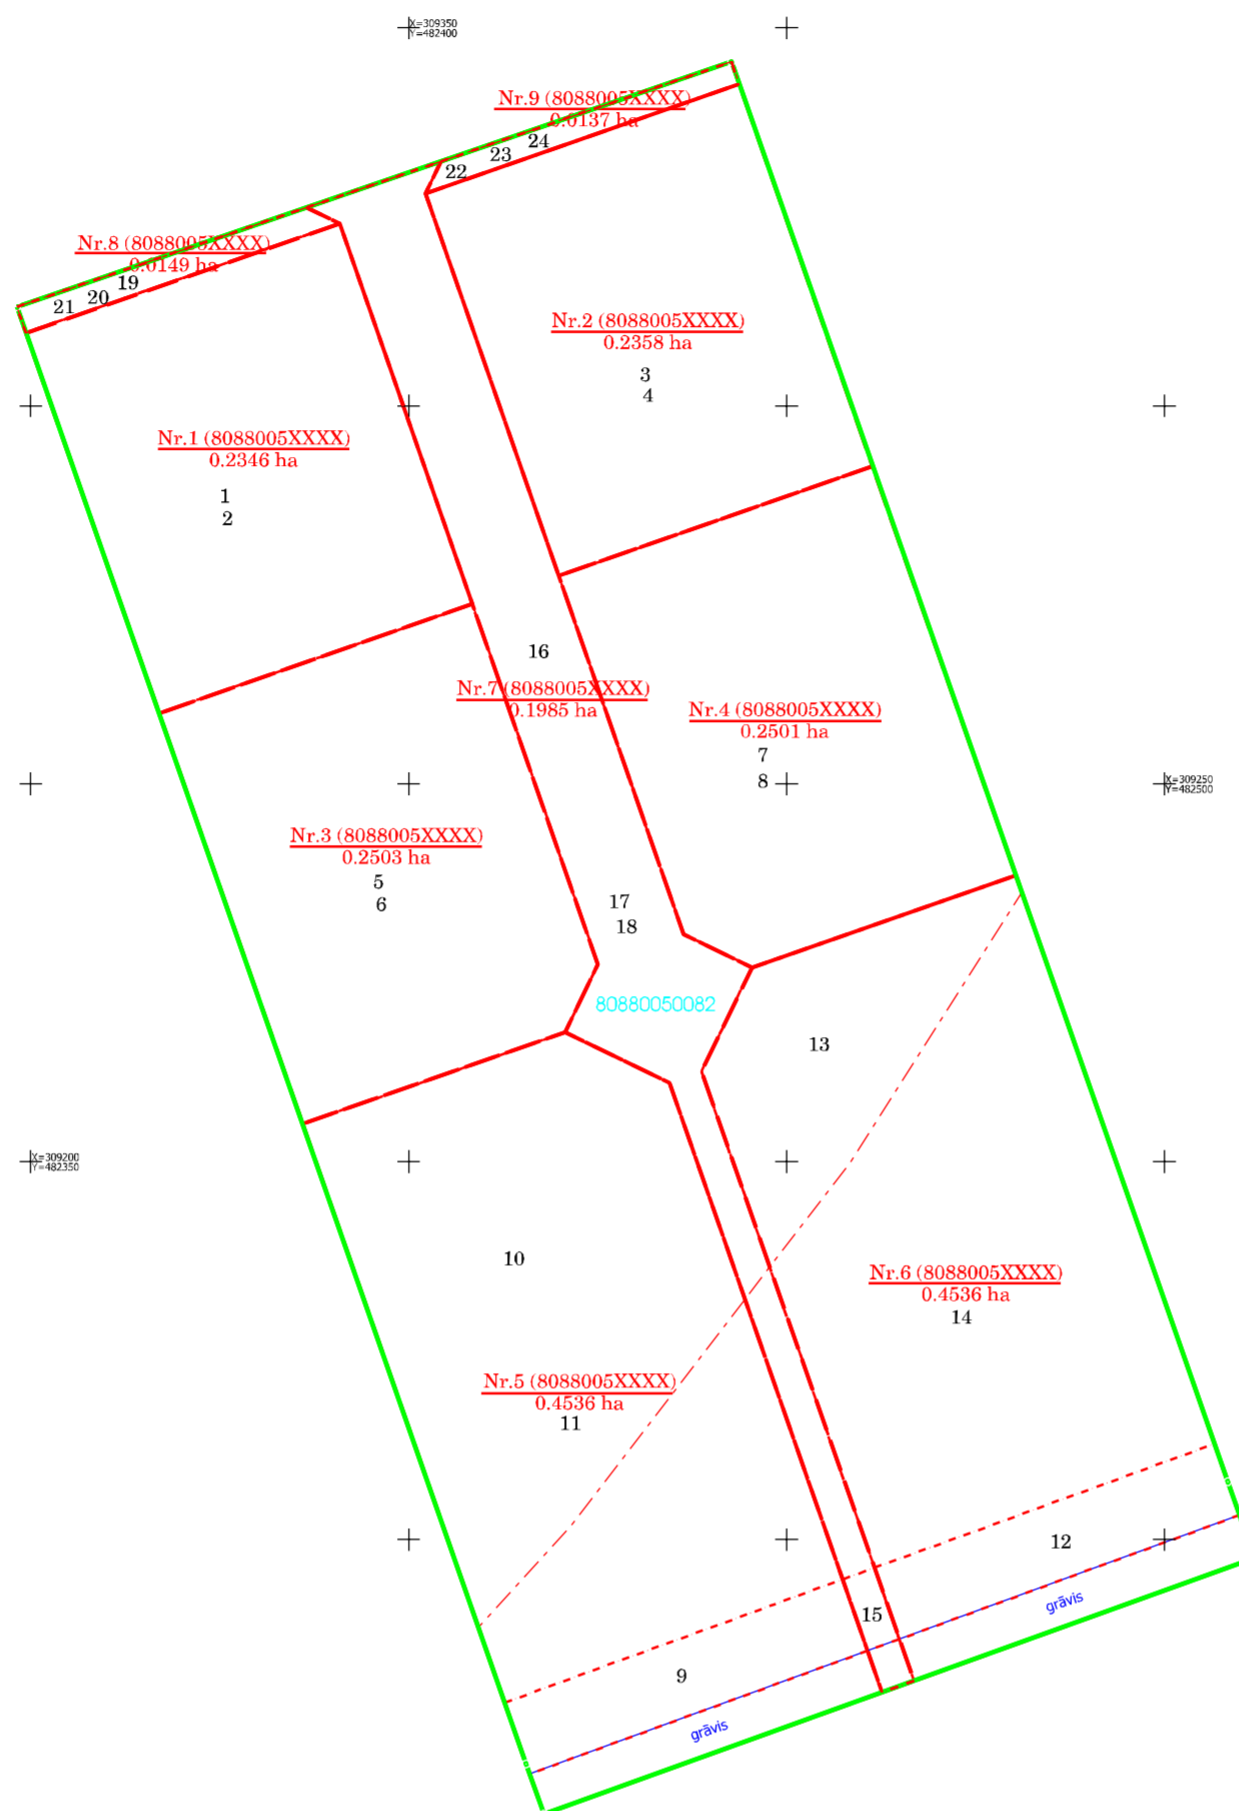 X=309350
Y=482400
Nr.9 (8088005XXXX)
0.0137 ha
24
23
22
Nr.8 (8088005XXXX)
0.0149 ha
19
20
21
Nr.2 (8088005XXXX)
0.2358 ha
3
4
Nr.1 (8088005XXXX)
0.2346 ha
1
2
16
Nr.7 (8088005XXXX)
0.1985 ha
Nr.4 (8088005XXXX)
0.2501 ha
7
8
X=309250
Y=482500
Nr.3 (8088005XXXX)
0.2503 ha
5
6
17
18
80880050082
13
X=309200
Y=482350
10
Nr.6 (8088005XXXX)
0.4536 ha
14
Nr.5 (8088005XXXX)
0.4536 ha
11
12
grāvis
15
9
grāvis